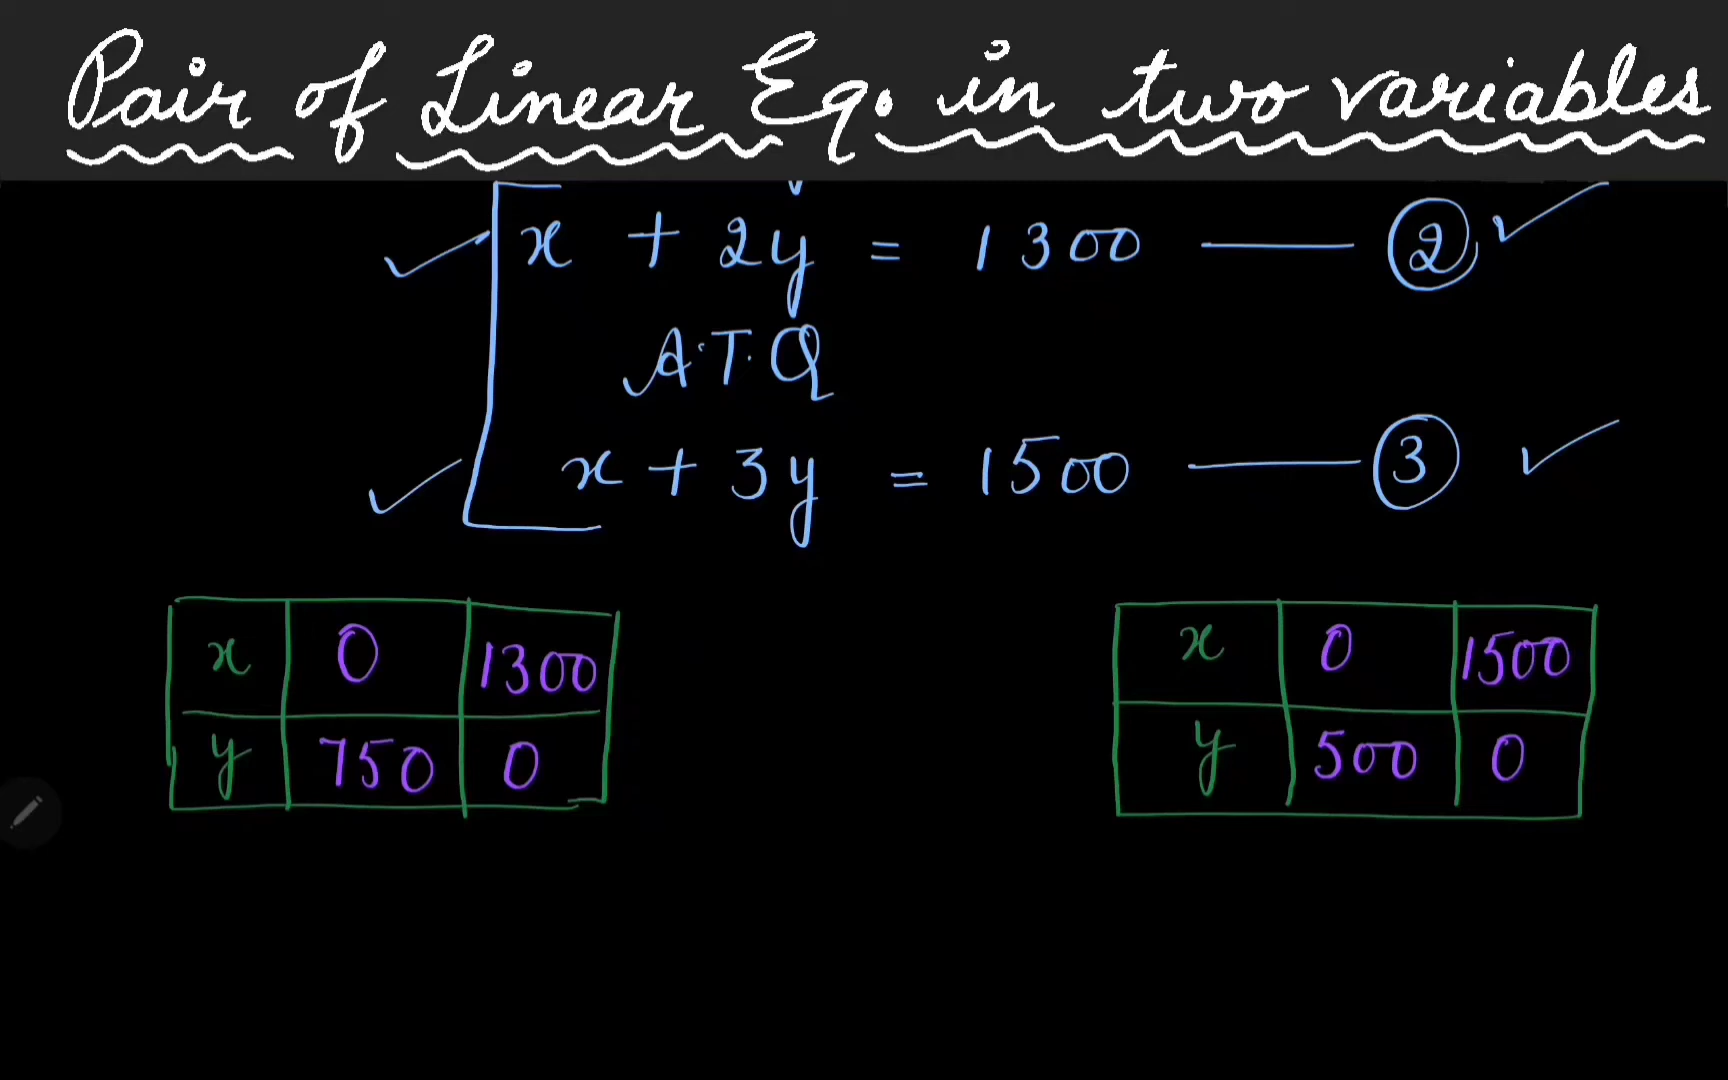 Pair of Linear Eq. in two variables
x + 2y = 1300 —— ②
A.T.Q
x + 3y = 1500 —— ③
x 0 1300
y 750 0
x 0 1500
y 500 0